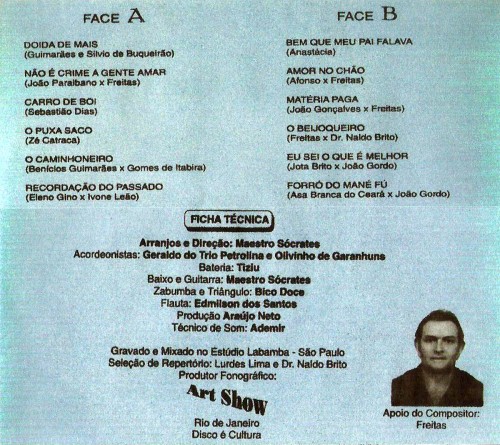 FACE A
DOIDA DE MAIS
(Guimarães e Silvio de Buqueirão)
NÃO É CRIME A GENTE AMAR
(João Paraibano x Freitas)
CARRO DE BOI
(Sebastião Dias)
O PUXA SACO
(Zé Catraca)
O CAMINHONEIRO
(Benícios Guimarães x Gomes de Itabira)
RECORDAÇÃO DO PASSADO
(Eleno Gino x Ivone Leão)
FACE B
BEM QUE MEU PAI FALAVA
(Anastácia)
AMOR NO CHÃO
(Afonso x Freitas)
MATÉRIA PAGA
(João Gonçalves x Freitas)
O BEIJOQUEIRO
(Freitas x Dr. Naldo Brito)
EU SEI O QUE É MELHOR
(Jota Brito x João Gordo)
FORRÓ DO MANÉ FÚ
(Asa Branca do Ceará x João Gordo)
FICHA TÉCNICA
Arranjos e Direção: Maestro Sócrates
Acordeonistas: Geraldo do Trio Petrolina e Olivinho de Garanhuns
Bateria: Tiziu
Baixo e Guitarra: Maestro Sócrates
Zabumba e Triângulo: Bico Doce
Flauta: Edmilson dos Santos
Produção Araújo Neto
Técnico de Som: Ademir
Gravado e Mixado no Estúdio Labamba - São Paulo
Seleção de Repertório: Lurdes Lima e Dr. Naldo Brito
Produtor Fonográfico:
Art Show
Rio de Janeiro
Disco é Cultura
Apoio do Compositor:
Freitas